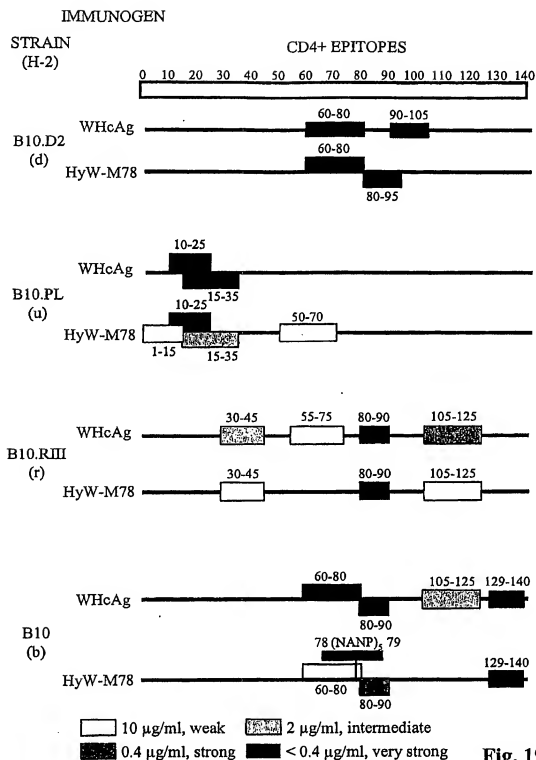 IMMUNOGEN
STRAIN
(H-2)
CD4+ EPITOPES
0 10 20 30 40 50 60 70 80 90 100 110 120 130 140
60-80 90-105
WHcAg
B10.D2
(d)
60-80
HyW-M78
80-95
10-25
WHcAg
15-35
B10.PL
(u)
10-25 50-70
HyW-M78
1-15 15-35
30-45 55-75 80-90 105-125
WHcAg
B10.RIII
(r)
30-45 80-90 105-125
HyW-M78
60-80 105-125 129-140
WHcAg
80-90
B10
(b)
78 (NANP)5 79
129-140
HyW-M78
60-80
80-90
10 µg/ml, weak 2 µg/ml, intermediate
0.4 µg/ml, strong < 0.4 µg/ml, very strong
Fig. 19